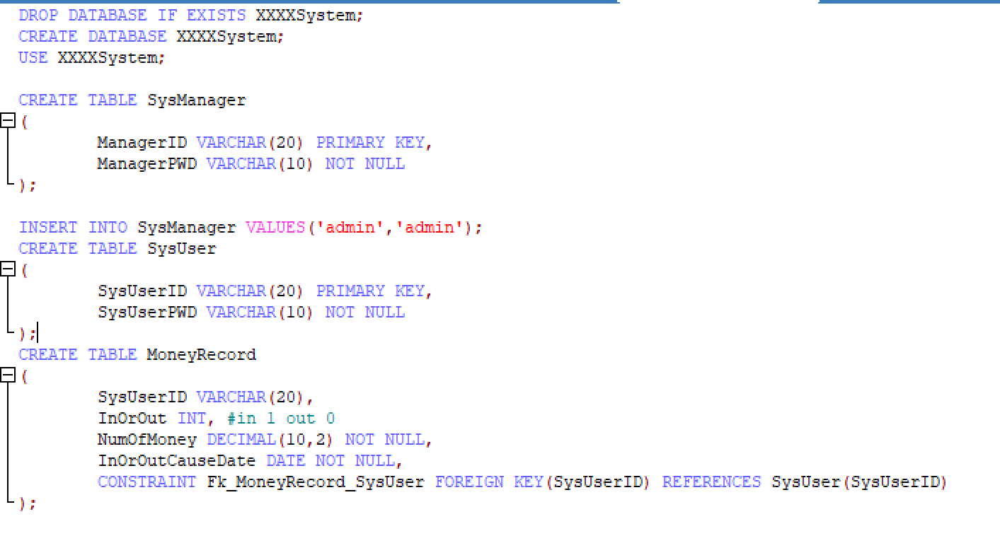 DROP DATABASE IF EXISTS XXXXSystem;
CREATE DATABASE XXXXSystem;
USE XXXXSystem;
CREATE TABLE SysManager
(
ManagerID VARCHAR(20) PRIMARY KEY,
ManagerPWD VARCHAR(10) NOT NULL
);
INSERT INTO SysManager VALUES('admin','admin');
CREATE TABLE SysUser
(
SysUserID VARCHAR(20) PRIMARY KEY,
SysUserPWD VARCHAR(10) NOT NULL
);
CREATE TABLE MoneyRecord
(
SysUserID VARCHAR(20),
InOrOut INT, #in 1 out 0
NumOfMoney DECIMAL(10,2) NOT NULL,
InOrOutCauseDate DATE NOT NULL,
CONSTRAINT Fk_MoneyRecord_SysUser FOREIGN KEY(SysUserID) REFERENCES SysUser(SysUserID)
);